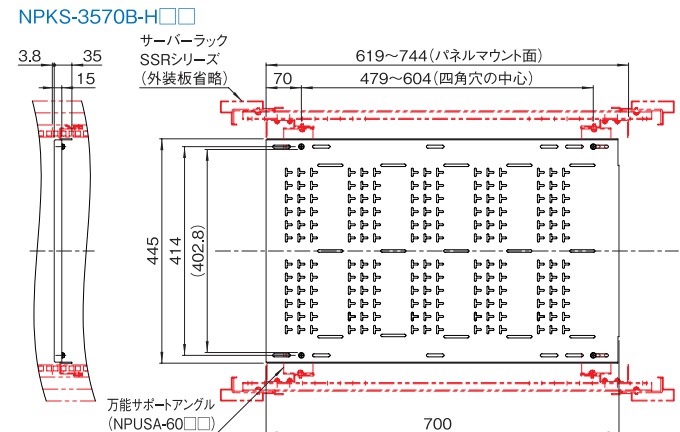 NPKS-3570B-H□□
サーバーラック
SSRシリーズ
(外装板省略)
3.8
35
15
619〜744(パネルマウント面)
70
479〜604(四角穴の中心)
445
414
(402.8)
万能サポートアングル
(NPUSA-60□□)
700